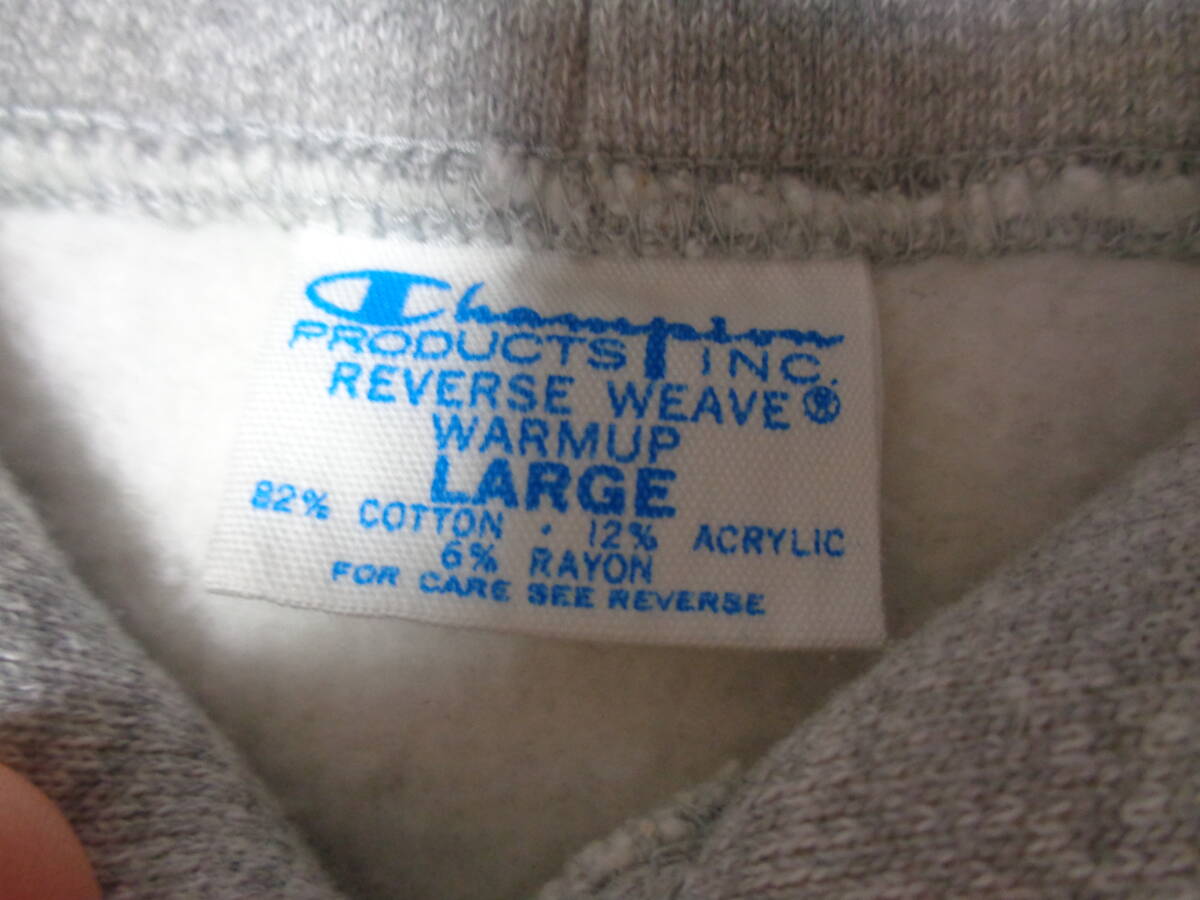 Champion
PRODUCTS INC.
REVERSE WEAVE®
WARMUP
LARGE
82% COTTON · 12% ACRYLIC
6% RAYON
FOR CARE SEE REVERSE